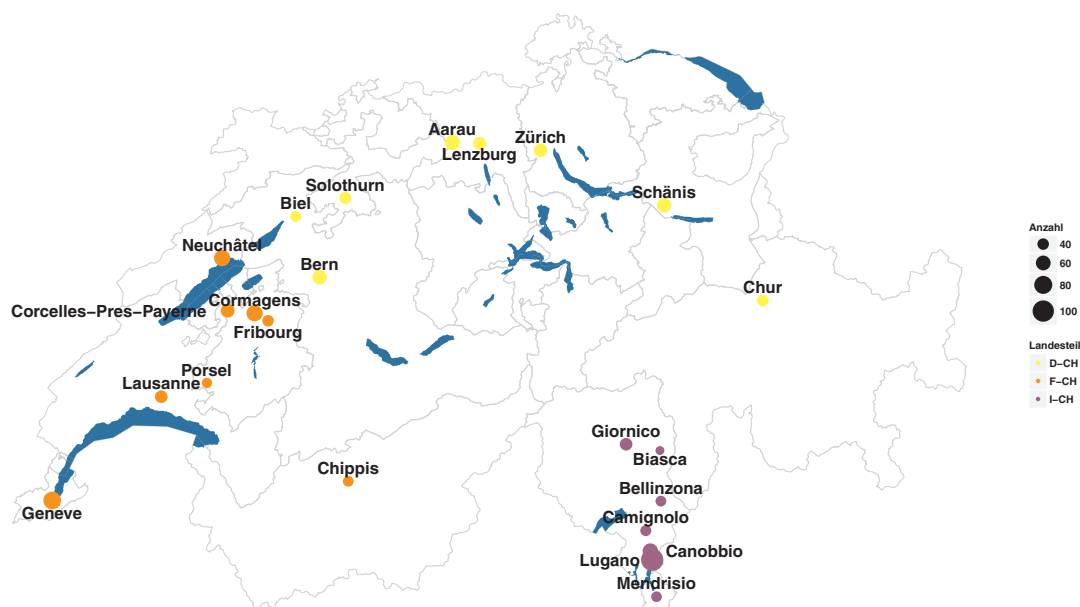 Aarau
Zürich
Lenzburg
Solothurn
Schänis
Biel
Neuchâtel
Bern
Chur
Cormagens
Corcelles–Pres–Payerne
Fribourg
Porsel
Lausanne
Giornico
Biasca
Chippis
Bellinzona
Geneve
Camignolo
Canobbio
Lugano
Mendrisio
Anzahl
40
60
80
100
Landesteil
D–CH
F–CH
I–CH